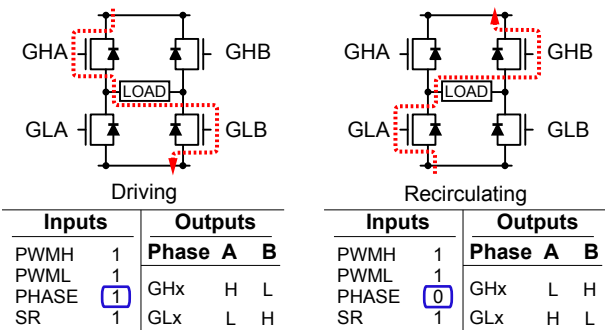 GHA GHB
LOAD
GLA GLB
Driving
Inputs Outputs
PWMH 1 Phase A B
PWML 1
PHASE 1 GHx H L
SR 1 GLx L H
GHA GHB
LOAD
GLA GLB
Recirculating
Inputs Outputs
PWMH 1 Phase A B
PWML 1
PHASE 0 GHx L H
SR 1 GLx H L